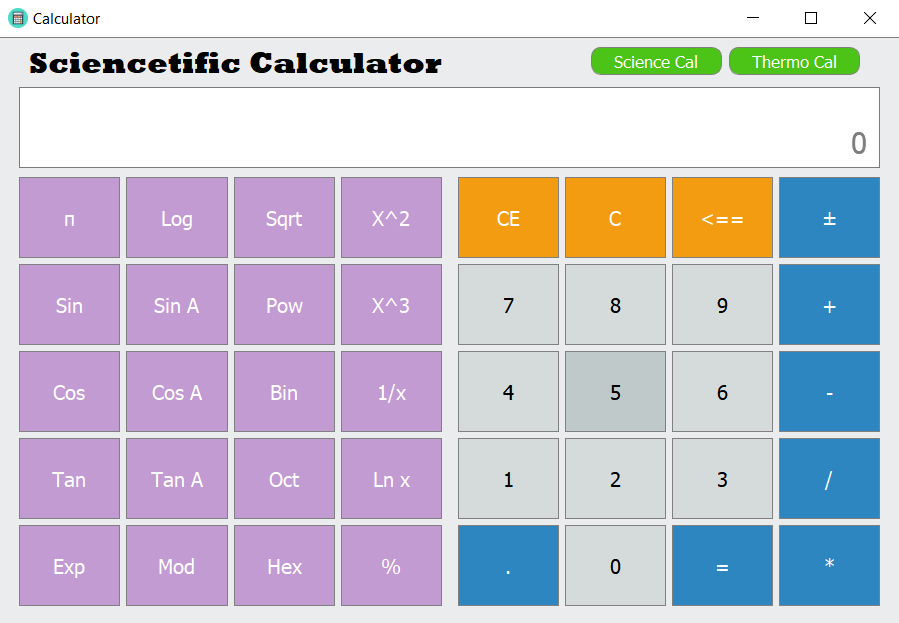 Calculator
Sciencetific Calculator Science Cal Thermo Cal
0
π Log Sqrt X^2 CE C <== ±
Sin Sin A Pow X^3 7 8 9 +
Cos Cos A Bin 1/x 4 5 6 -
Tan Tan A Oct Ln x 1 2 3 /
Exp Mod Hex % . 0 = *